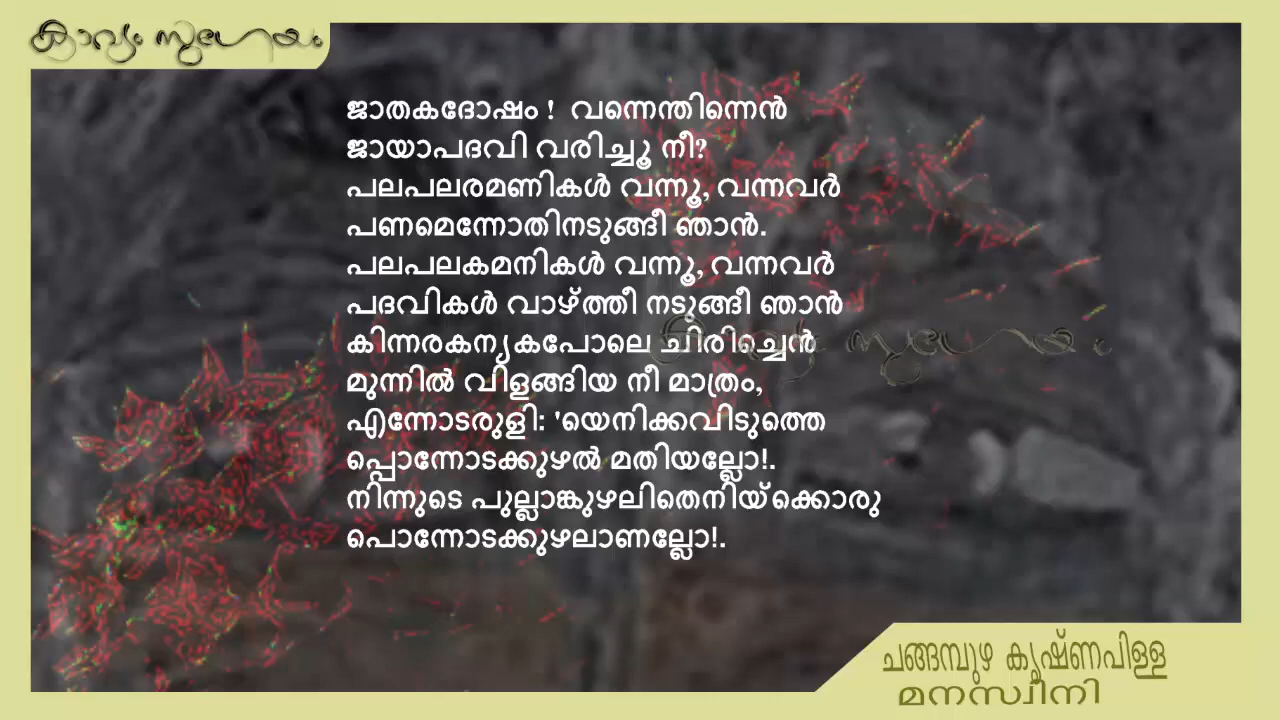 കാവ്യം സുഗേയം
ജാതകദോഷം ! വന്നെന്തിന്നെൻ
ജായാപദവി വരിച്ചൂ നീ?
പലപലരമണികൾ വന്നൂ, വന്നവർ
പണമെന്നോതിനടുങ്ങീ ഞാൻ.
പലപലകമനികൾ വന്നൂ, വന്നവർ
പദവികൾ വാഴ്ത്തീ നടുങ്ങീ ഞാൻ
കിന്നരകന്യകപോലെ ചിരിച്ചെൻ
കാവ്യം സുഗേയം
മുന്നിൽ വിളങ്ങിയ നീ മാത്രം,
എന്നോടരുളി: 'യെനിക്കവിടുത്തെ
പ്പൊന്നോടക്കുഴൽ മതിയല്ലോ!.
നിന്നുടെ പുല്ലാങ്കുഴലിതെനിയ്ക്കൊരു
പൊന്നോടക്കുഴലാണല്ലോ!.
ചങ്ങമ്പുഴ കൃഷ്ണപിള്ള
മനസ്വിനി